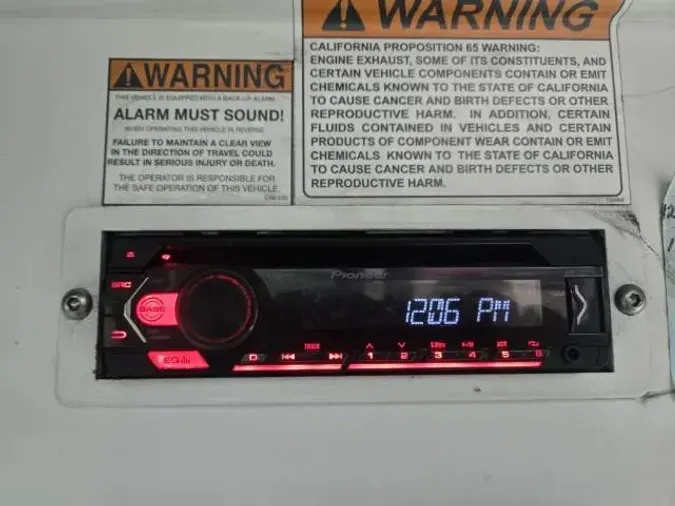 WARNING
CALIFORNIA PROPOSITION 65 WARNING:
ENGINE EXHAUST, SOME OF ITS CONSTITUENTS, AND
CERTAIN VEHICLE COMPONENTS CONTAIN OR EMIT
CHEMICALS KNOWN TO THE STATE OF CALIFORNIA
TO CAUSE CANCER AND BIRTH DEFECTS OR OTHER
REPRODUCTIVE HARM. IN ADDITION, CERTAIN
FLUIDS CONTAINED IN VEHICLES AND CERTAIN
PRODUCTS OF COMPONENT WEAR CONTAIN OR EMIT
CHEMICALS KNOWN TO THE STATE OF CALIFORNIA
TO CAUSE CANCER AND BIRTH DEFECTS OR OTHER
REPRODUCTIVE HARM.
WARNING
THIS VEHICLE IS EQUIPPED WITH A BACK-UP ALARM
ALARM MUST SOUND!
WHEN OPERATING THIS VEHICLE IN REVERSE.
FAILURE TO MAINTAIN A CLEAR VIEW
IN THE DIRECTION OF TRAVEL COULD
RESULT IN SERIOUS INJURY OR DEATH.
THE OPERATOR IS RESPONSIBLE FOR
THE SAFE OPERATION OF THIS VEHICLE.
Pioneer
SRC
1206 PM
EQ
TRACK
1 2 3 4 5 6